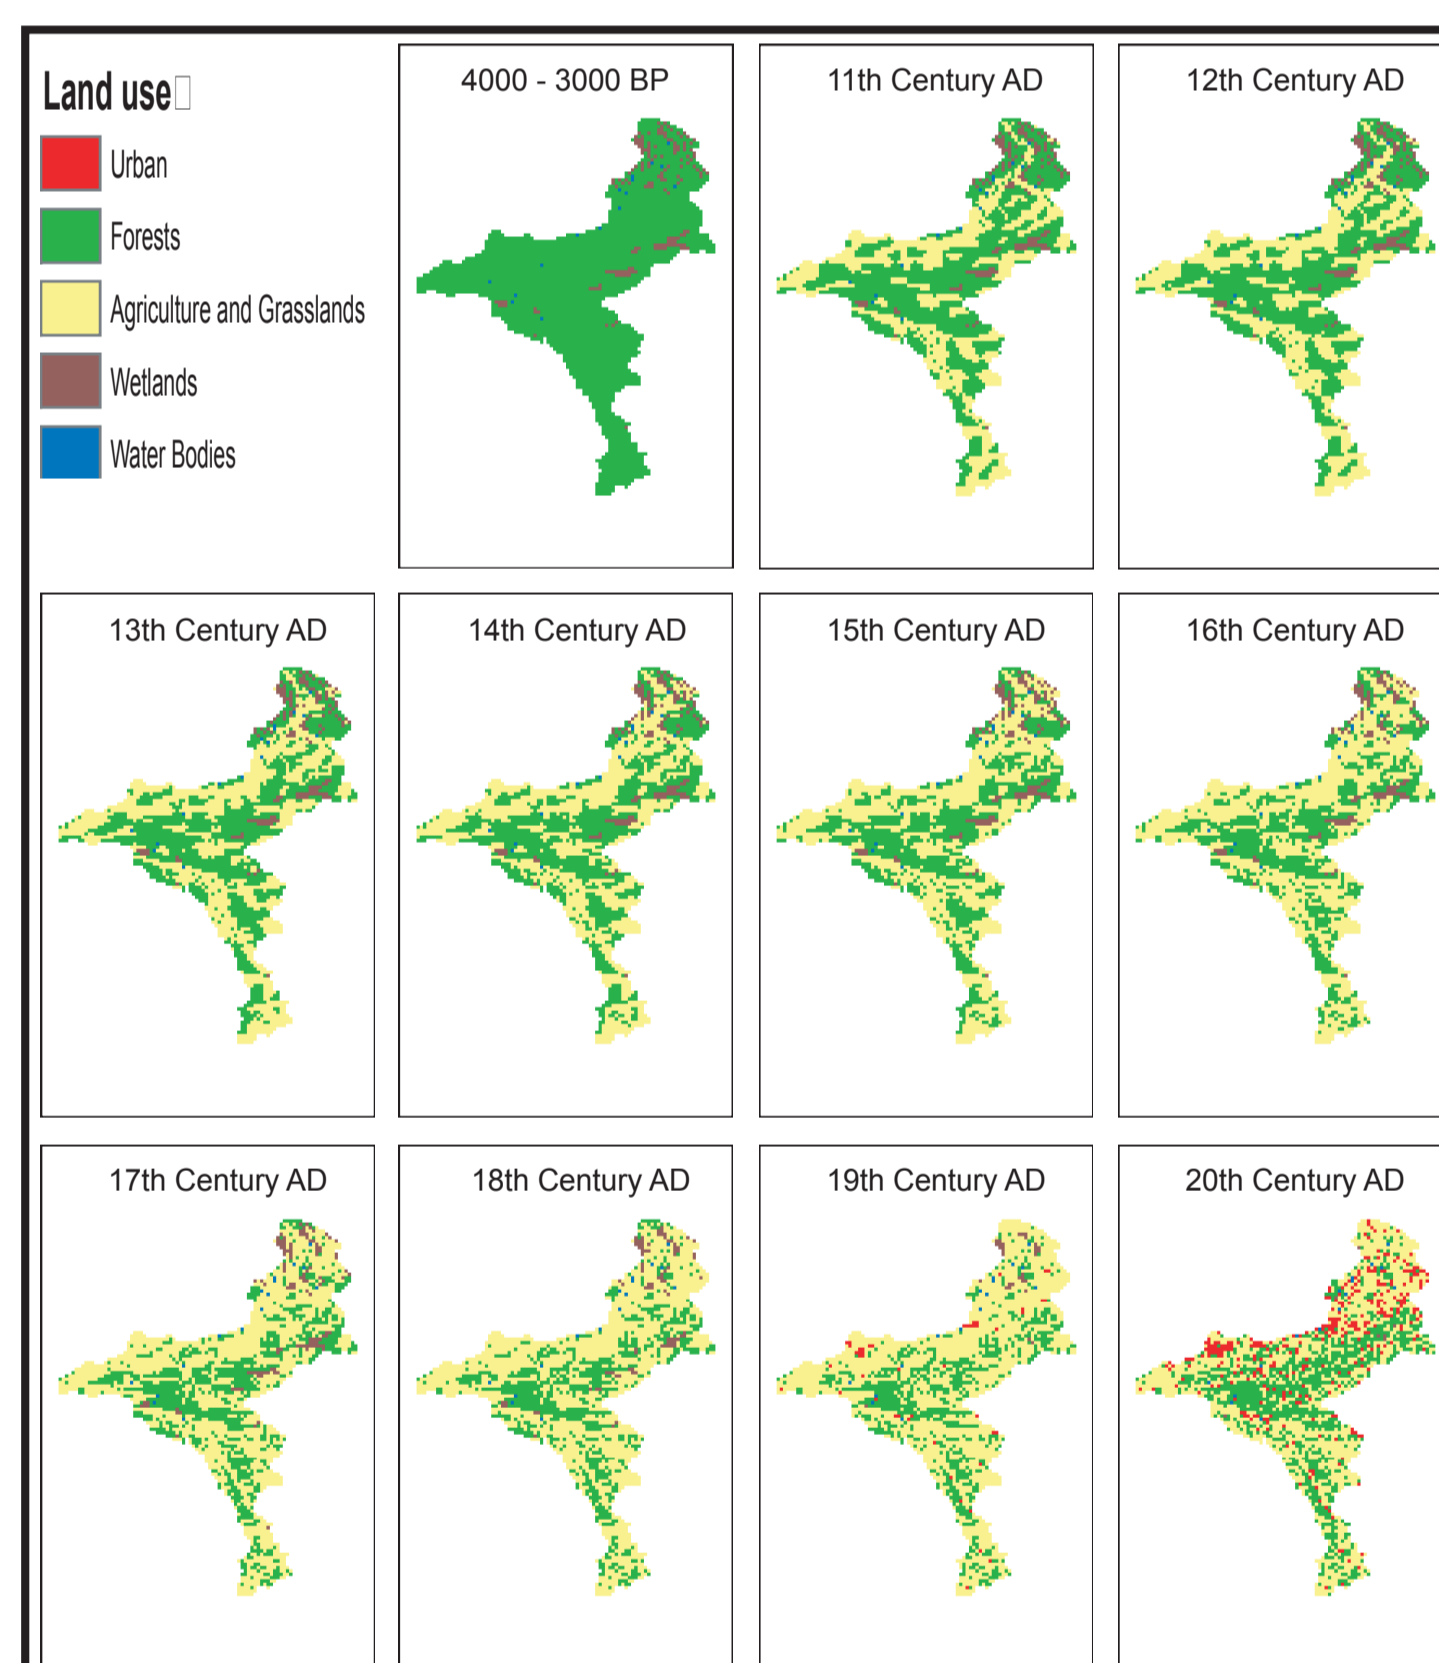 Land use
Urban
Forests
Agriculture and Grasslands
Wetlands
Water Bodies
4000 - 3000 BP
11th Century AD
12th Century AD
13th Century AD
14th Century AD
15th Century AD
16th Century AD
17th Century AD
18th Century AD
19th Century AD
20th Century AD